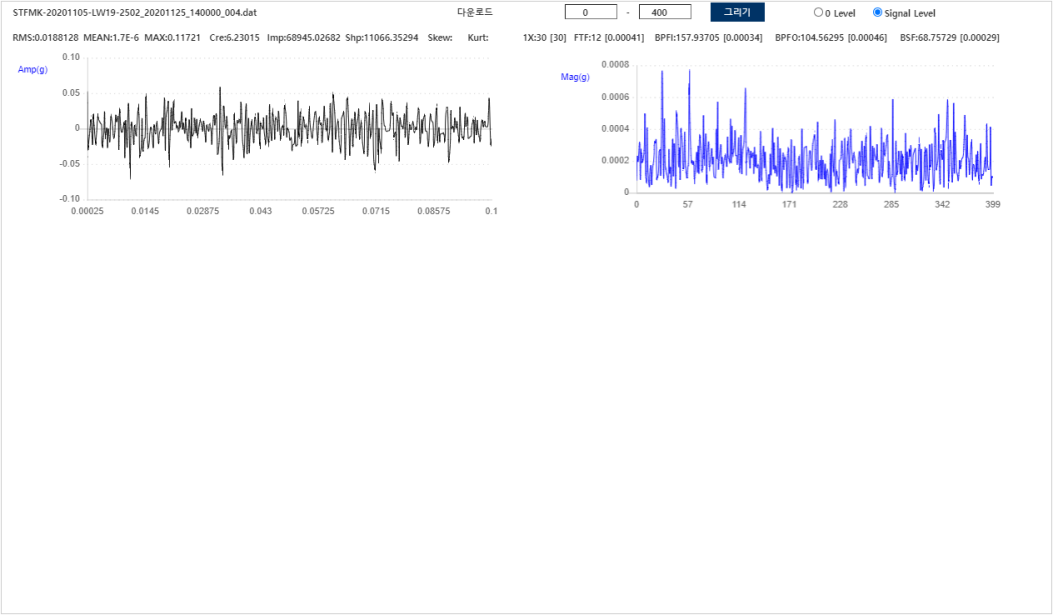 STFMK-20201105-LW19-2502_20201125_140000_004.dat 다운로드 0 - 400 그리기 0 Level Signal Level
RMS:0.0188128 MEAN:1.7E-6 MAX:0.11721 Cre:6.23015 Imp:68945.02682 Shp:11066.35294 Skew: Kurt: 1X:30 [30] FTF:12 [0.00041] BPFI:157.93705 [0.00034] BPFO:104.56295 [0.00046] BSF:68.75729 [0.00029]
Amp(g)
0.10
0.05
0
-0.05
-0.10
0.00025 0.0145 0.02875 0.043 0.05725 0.0715 0.08575 0.1
Mag(g)
0.0008
0.0006
0.0004
0.0002
0
0 57 114 171 228 285 342 399